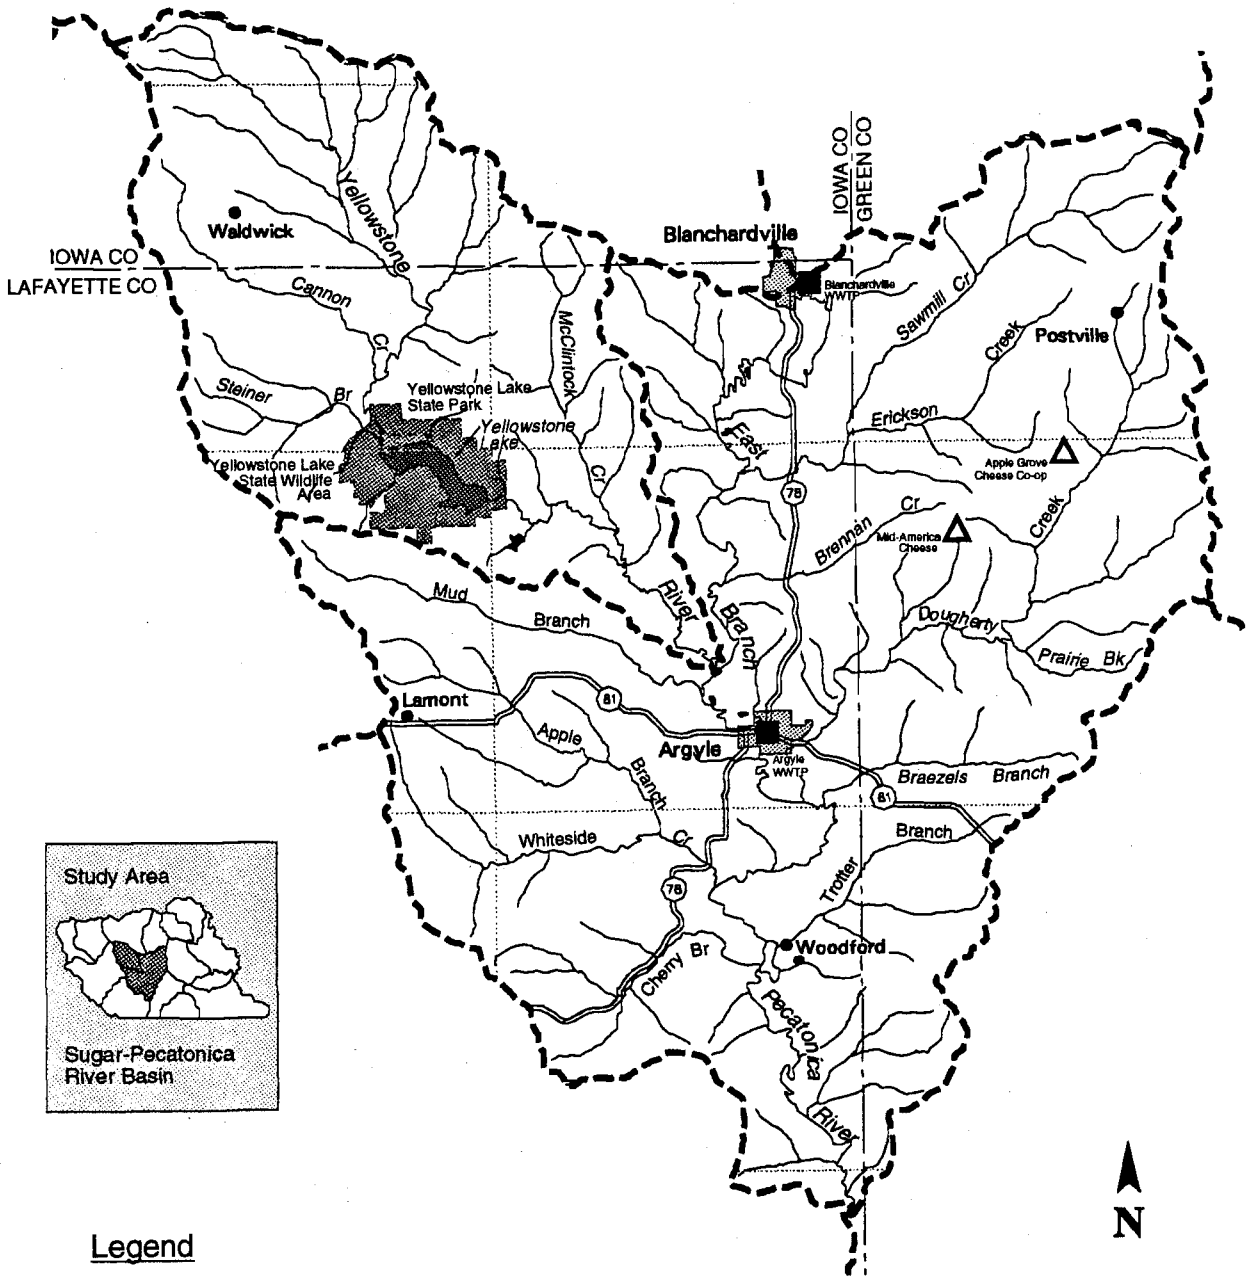 IOWA CO
GREEN CO
Yellowstone
Waldwick
Blanchardville
IOWA CO
LAFAYETTE CO
Cannon
Cr
Blanchardville
WWTP
Sawmill Cr
McClintock
Cr
Creek
Postville
Steiner Br
Yellowstone Lake
State Park
Yellowstone
Lake
Erickson
East
Yellowstone Lake
State Wildlife
Area
Apple Grove
Cheese Co-op
78
Brennan Cr
Mid-America
Cheese
Creek
Mud
Branch
River
Branch
Dougherty
Prairie Bk
Lamont
81
Apple
Branch
Argyle
Argyle
WWTP
Braezels Branch
81
Whiteside
Cr
Branch
Trotter
78
Study Area
Woodford
Cherry Br
Pecatonica
River
Sugar-Pecatonica
River Basin
N
Legend